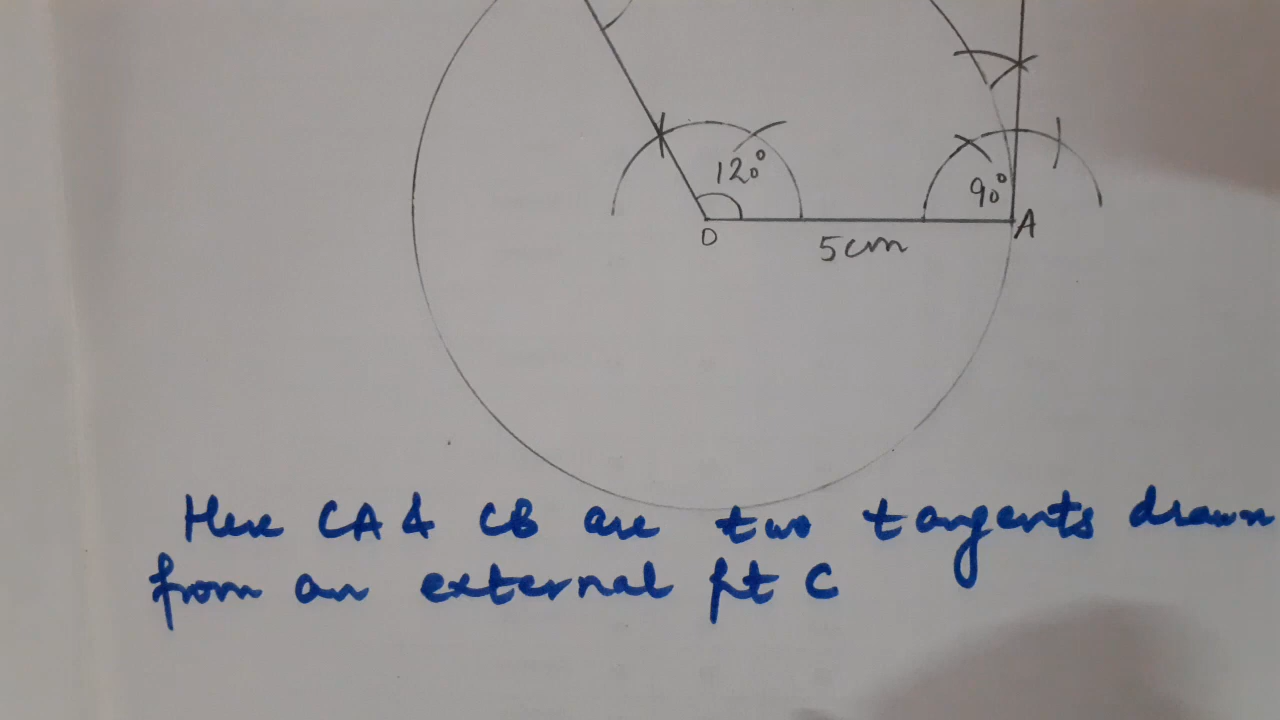 120°
90°
O
A
5cm
Here CA & CB are two tangents drawn
from an external pt C